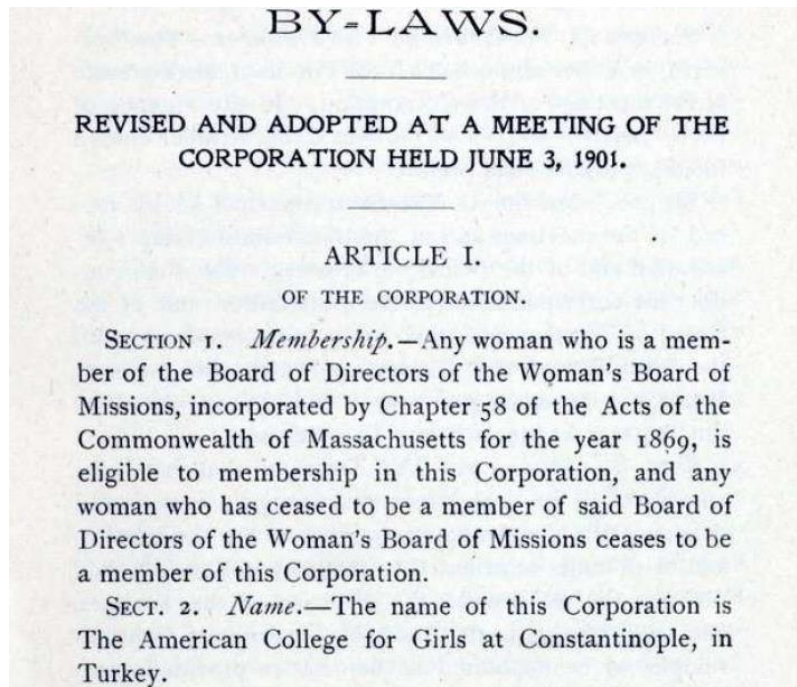 BY=LAWS
REVISED AND ADOPTED AT A MEETING OF THE
CORPORATION HELD JUNE 3, 1901.
ARTICLE I.
OF THE CORPORATION.
SECTION 1. Membership.—Any woman who is a mem-
ber of the Board of Directors of the Woman's Board of
Missions, incorporated by Chapter 58 of the Acts of the
Commonwealth of Massachusetts for the year 1869, is
eligible to membership in this Corporation, and any
woman who has ceased to be a member of said Board of
Directors of the Woman's Board of Missions ceases to be
a member of this Corporation.
SECT. 2. Name.—The name of this Corporation is
The American College for Girls at Constantinople, in
Turkey.